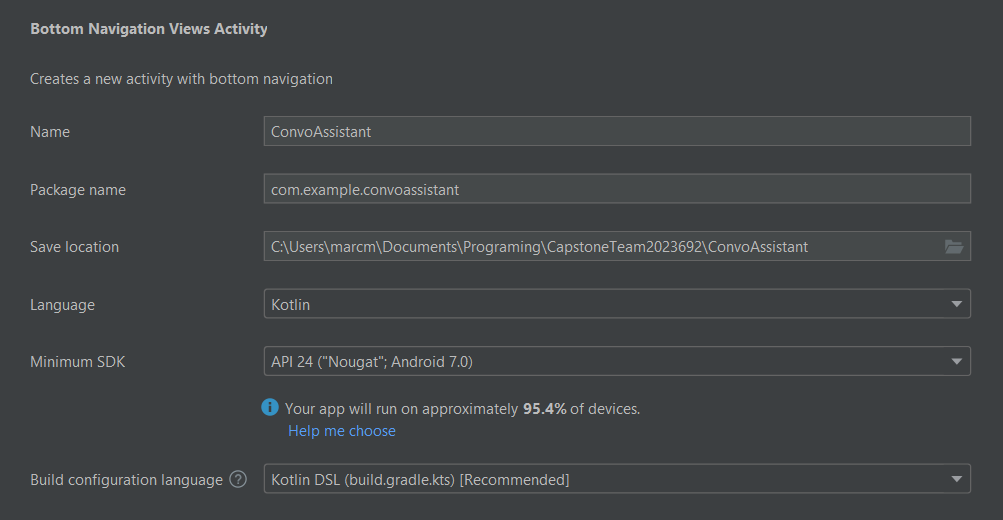 Bottom Navigation Views Activity
Creates a new activity with bottom navigation
Name ConvoAssistant
Package name com.example.convoassistant
Save location C:\Users\marcm\Documents\Programing\CapstoneTeam2023692\ConvoAssistant
Language Kotlin
Minimum SDK API 24 ("Nougat"; Android 7.0)
Your app will run on approximately 95.4% of devices.
Help me choose
Build configuration language ? Kotlin DSL (build.gradle.kts) [Recommended]